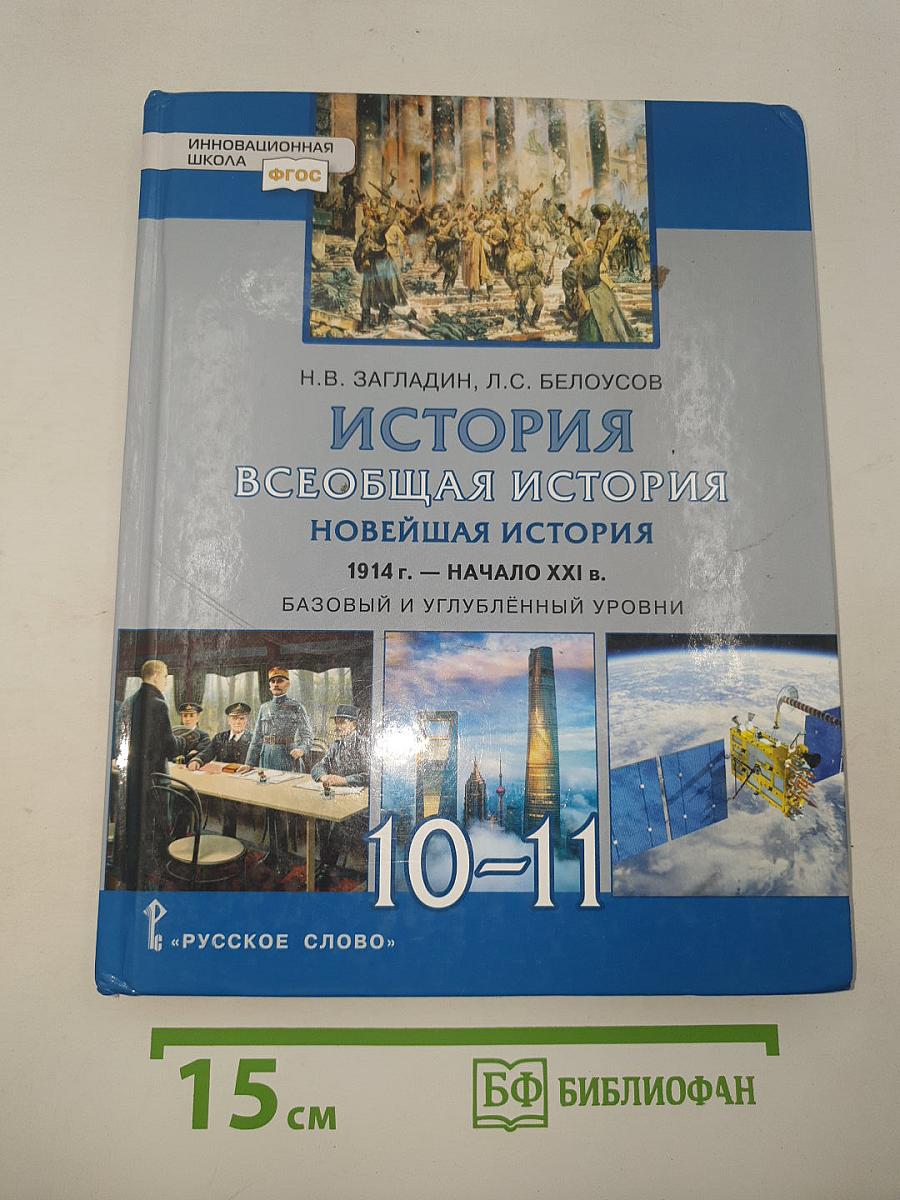 ИННОВАЦИОННАЯ
ШКОЛА
ФГОС
Н.В. ЗАГЛАДИН, Л.С. БЕЛОУСОВ
ИСТОРИЯ
ВСЕОБЩАЯ ИСТОРИЯ
НОВЕЙШАЯ ИСТОРИЯ
1914 г. — НАЧАЛО XXI в.
БАЗОВЫЙ И УГЛУБЛЁННЫЙ УРОВНИ
10–11
РС «РУССКОЕ СЛОВО»
15 см
БФ БИБЛИОФАН